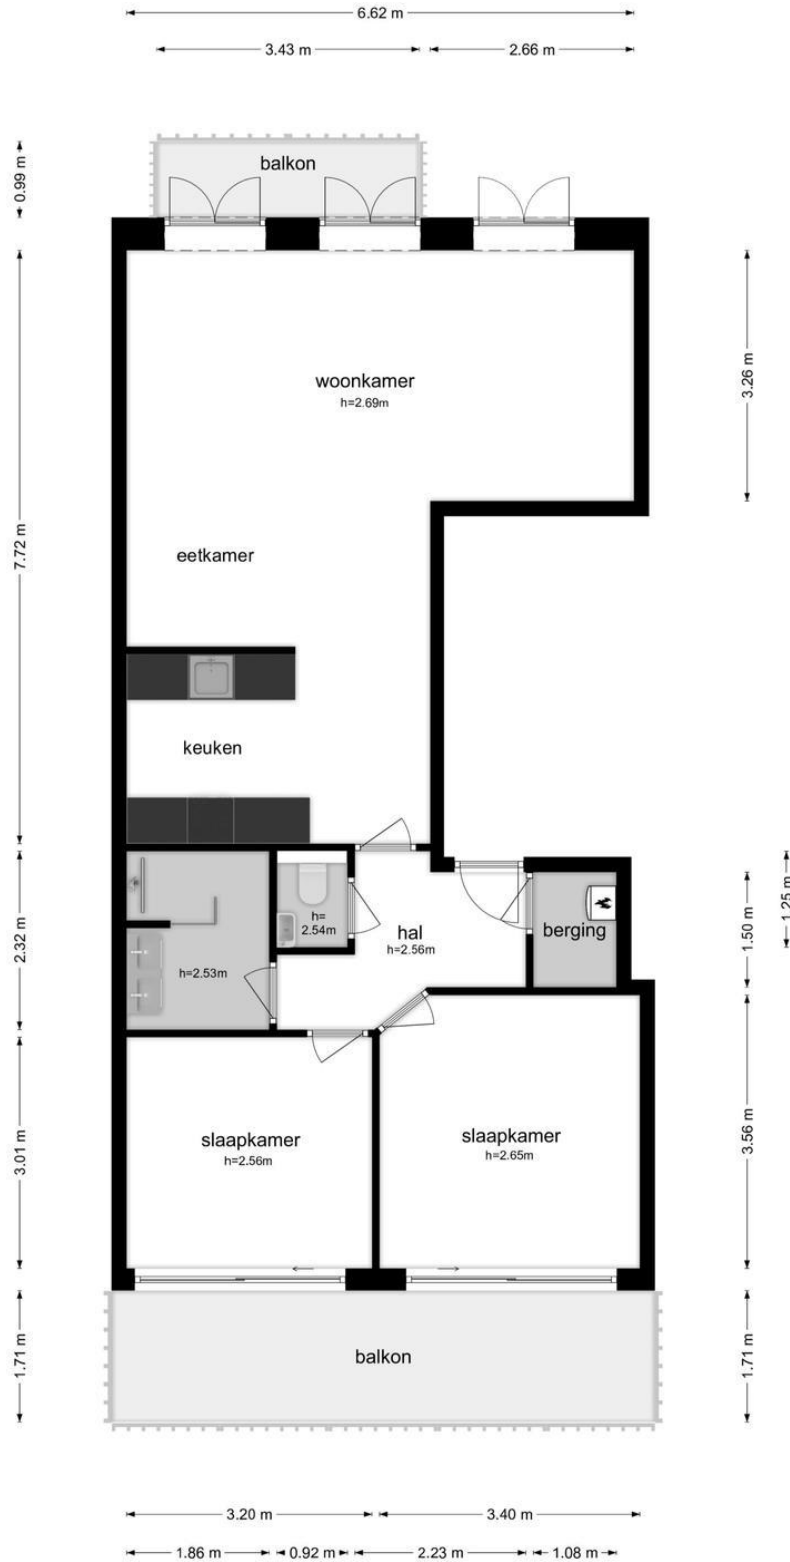 6.62 m
3.43 m
2.66 m
0.99 m
balkon
7.72 m
3.26 m
woonkamer
h=2.69m
eetkamer
keuken
2.32 m
1.50 m
1.25 m
h=
2.54m
hal
h=2.56m
berging
h=2.53m
3.01 m
3.56 m
slaapkamer
h=2.56m
slaapkamer
h=2.65m
1.71 m
balkon
1.71 m
3.20 m
3.40 m
1.86 m
0.92 m
2.23 m
1.08 m